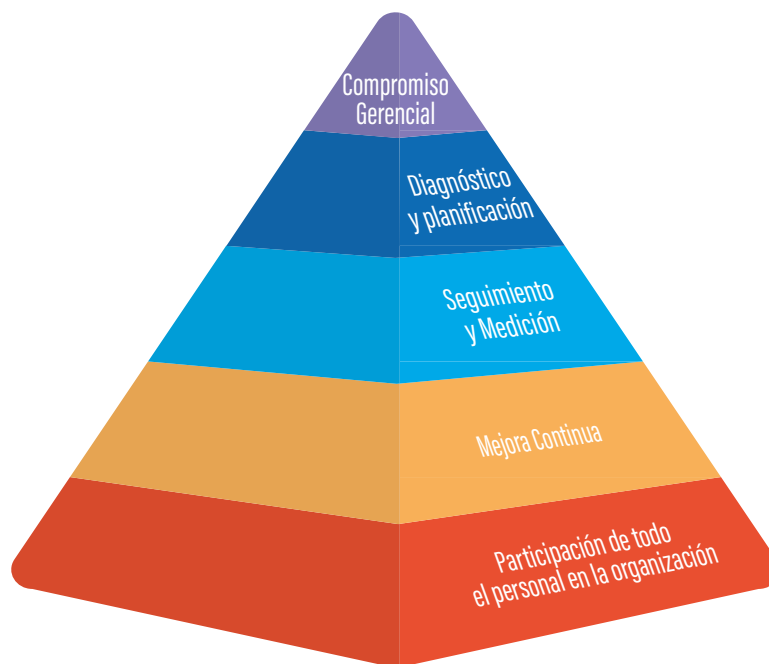 Compromiso
Gerencial
Diagnóstico
y planificación
Seguimiento
y Medición
Mejora Continua
Participación de todo
el personal en la organización